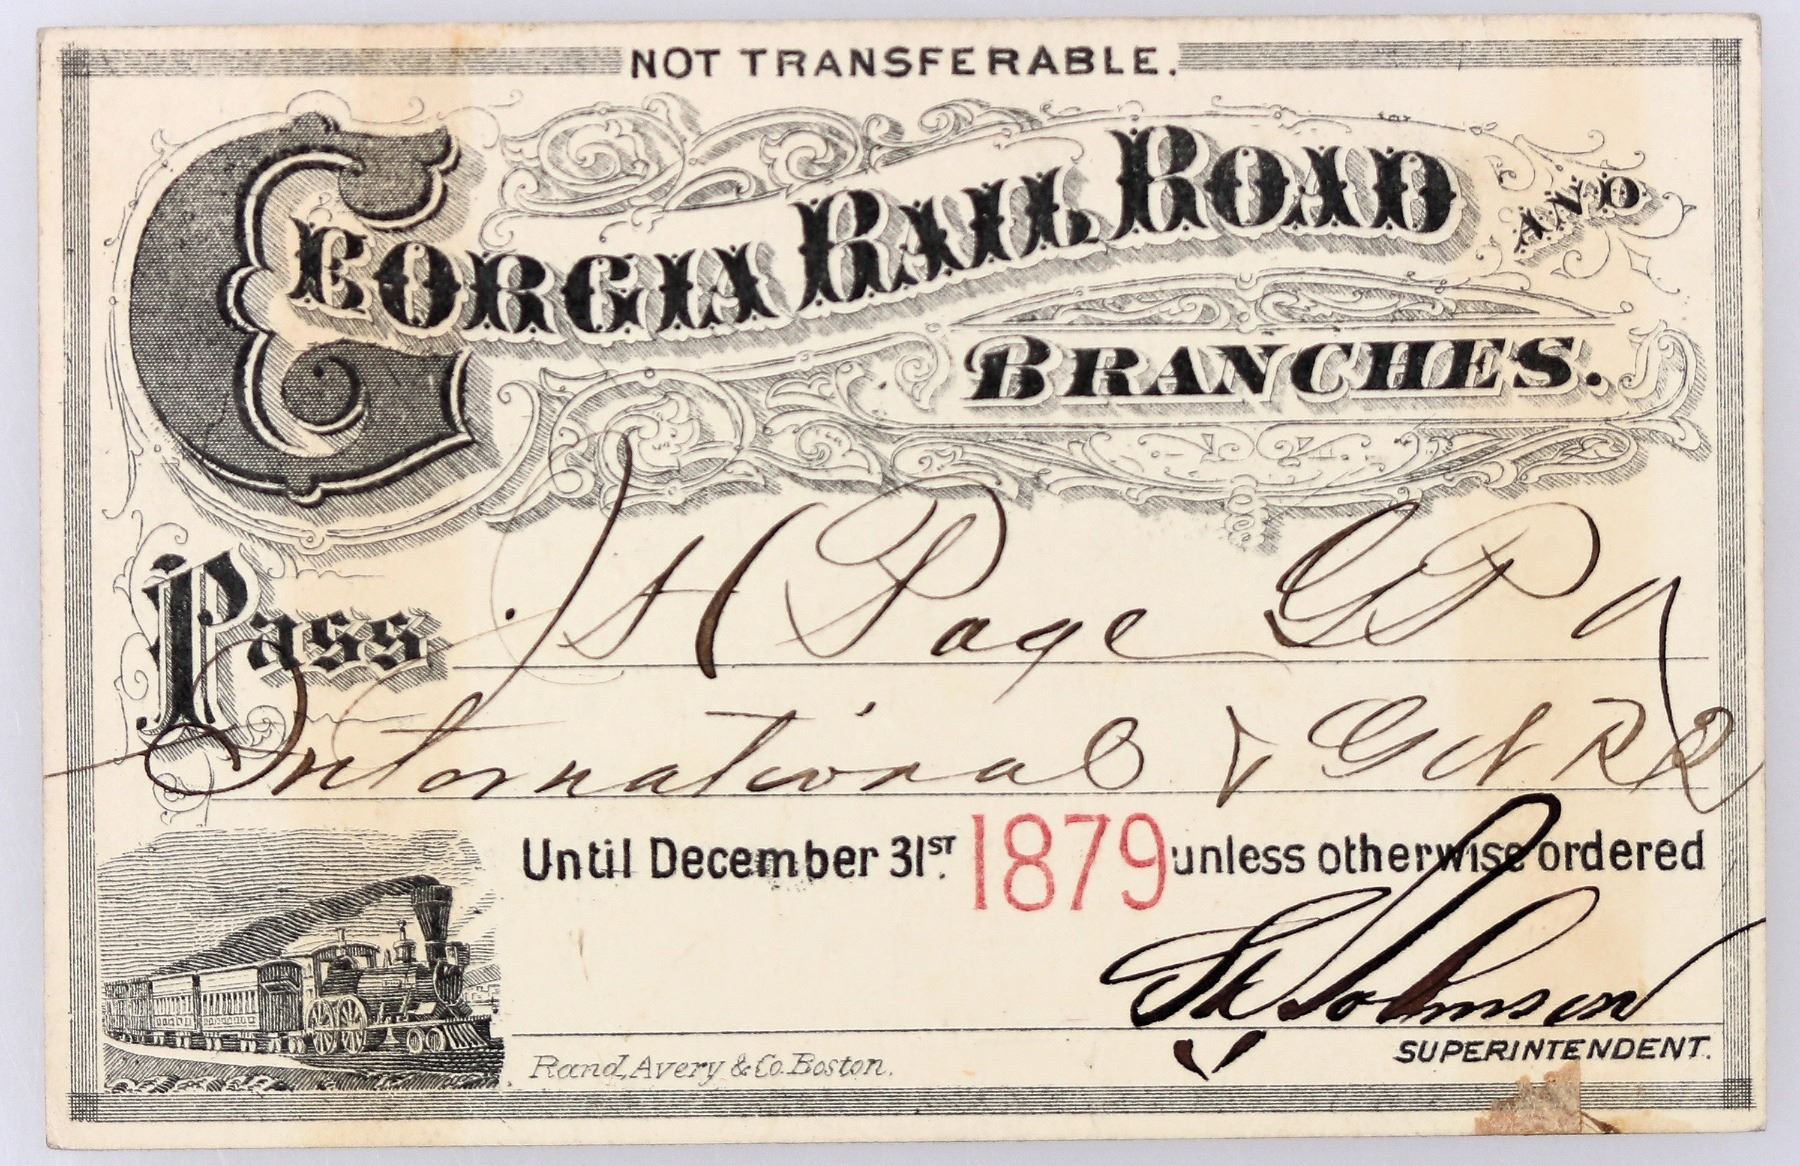 NOT TRANSFERABLE.
GEORGIA RAIL ROAD AND
BRANCHES.
Pass J H Page G P A
International & G N R R
Until December 31ST. 1879 unless otherwise ordered
Johnson
SUPERINTENDENT.
Rand, Avery & Co. Boston.